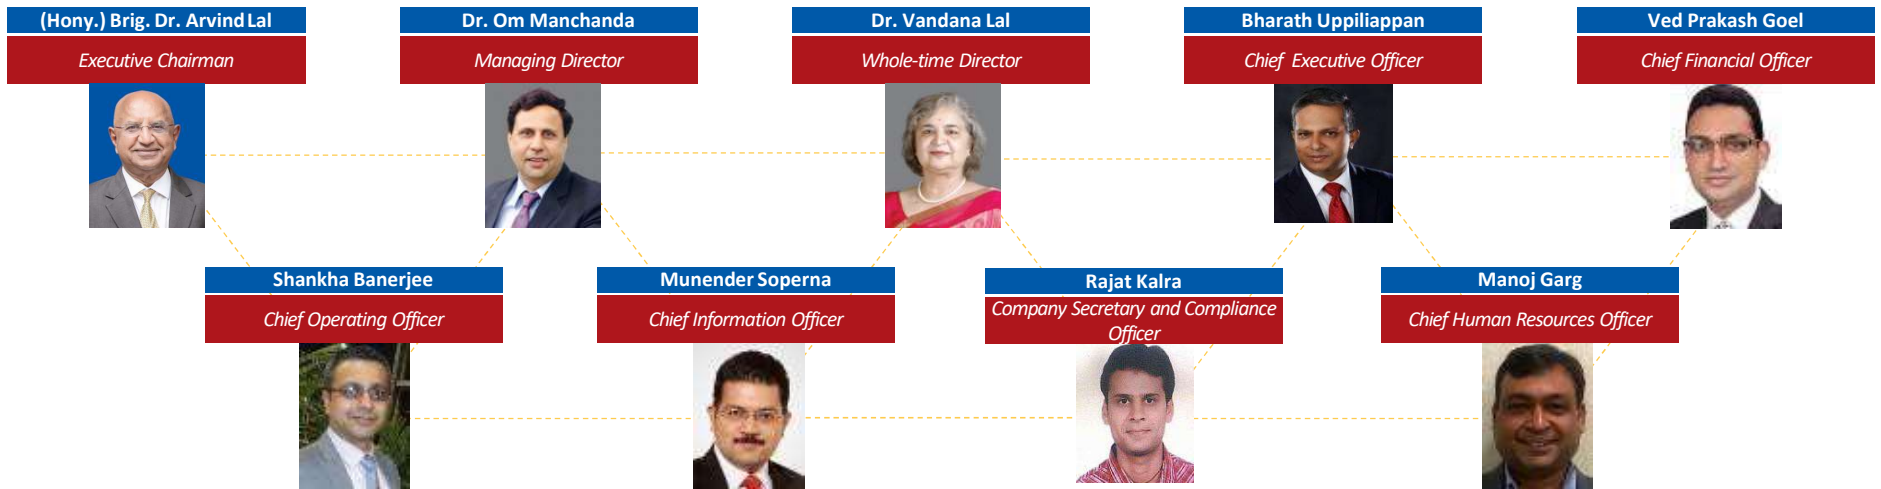 (Hony.) Brig. Dr. Arvind Lal
Executive Chairman
Dr. Om Manchanda
Managing Director
Dr. Vandana Lal
Whole-time Director
Bharath Uppiliappan
Chief Executive Officer
Ved Prakash Goel
Chief Financial Officer
Shankha Banerjee
Chief Operating Officer
Munender Soperna
Chief Information Officer
Rajat Kalra
Company Secretary and Compliance
Officer
Manoj Garg
Chief Human Resources Officer